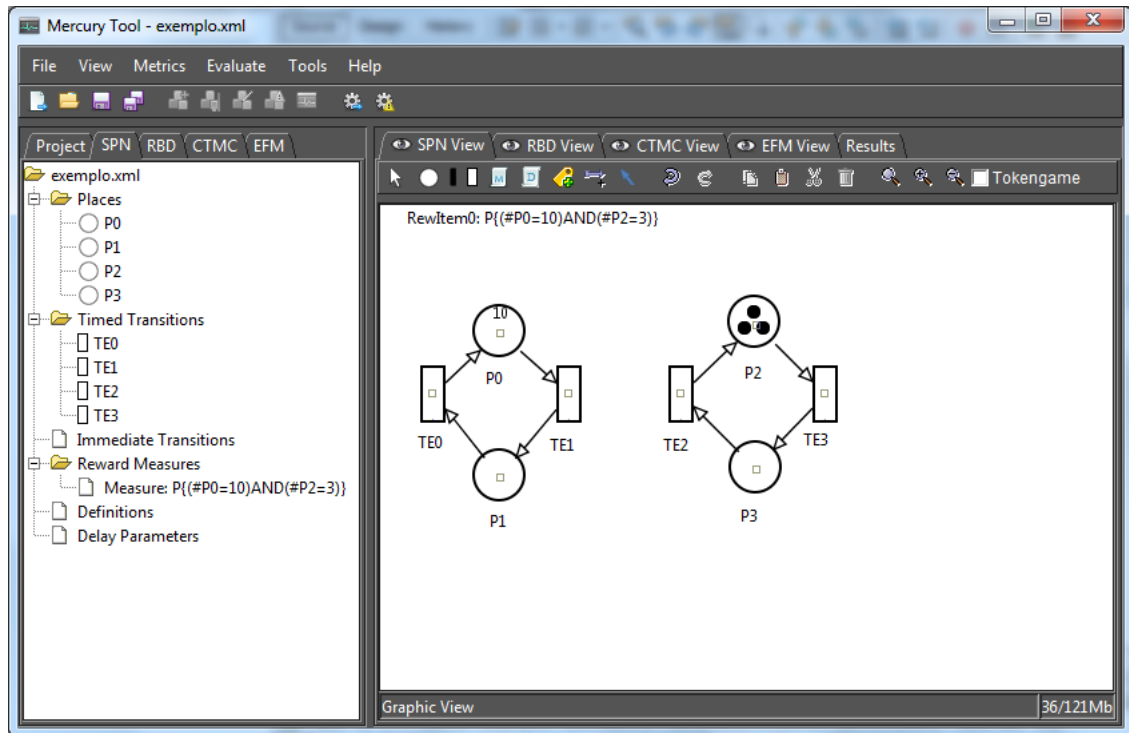 Mercury Tool - exemplo.xml
File View Metrics Evaluate Tools Help
Project SPN RBD CTMC EFM
exemplo.xml
Places
P0
P1
P2
P3
Timed Transitions
TE0
TE1
TE2
TE3
Immediate Transitions
Reward Measures
Measure: P{(#P0=10)AND(#P2=3)}
Definitions
Delay Parameters
SPN View RBD View CTMC View EFM View Results
M D Tokengame
RewItem0: P{(#P0=10)AND(#P2=3)}
10
P0 P2
TE0 TE1 TE2 TE3
P1 P3
Graphic View 36/121Mb